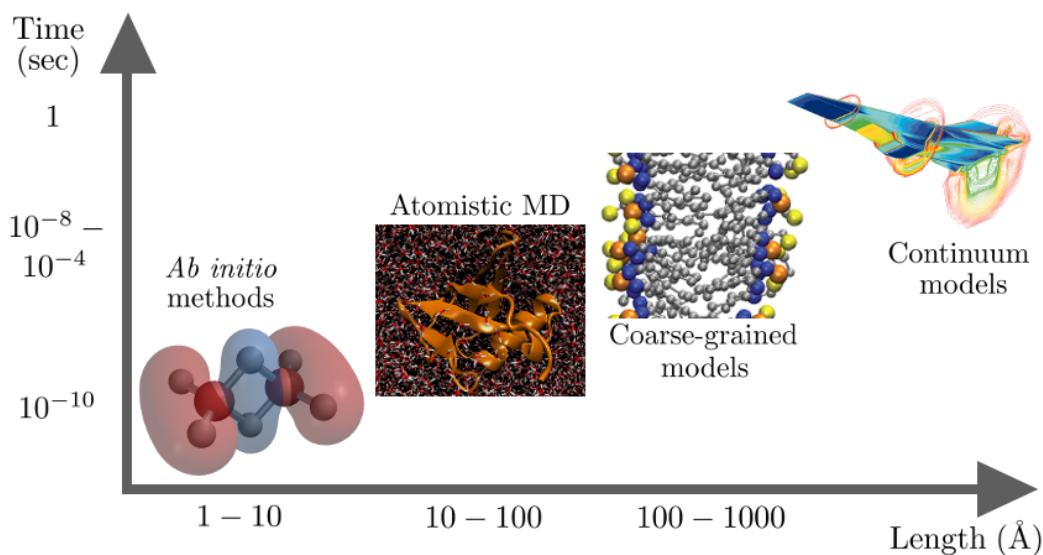 Time
(sec)
1
10⁻⁸ –
10⁻⁴
10⁻¹⁰
Ab initio
methods
Atomistic MD
Coarse-grained
models
Continuum
models
1 – 10
10 – 100
100 – 1000
Length (Å)